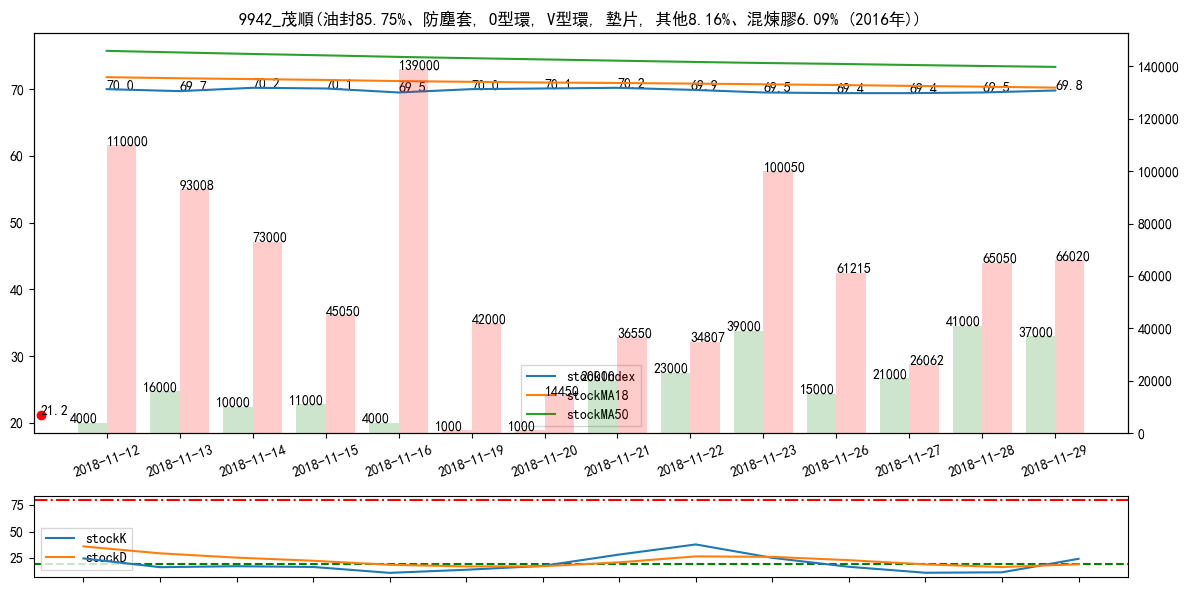 9942_茂順(油封85.75%、防塵套, O型環, V型環, 墊片, 其他8.16%、混煉膠6.09% (2016年))
70 60 50 40 30 20
140000 120000 100000 80000 60000 40000 20000 0
70.0 69.7 70.2 70.1 69.5 70.0 70.1 70.2 69.9 69.5 69.4 69.4 69.5 69.8
110000 93008 73000 45050 139000 42000 14450 36550 34807 100050 61215 26062 65050 66020
4000 16000 10000 11000 4000 1000 1000 20010 23000 39000 15000 21000 41000 37000
21.2
stockIndex
stockMA18
stockMA50
2018-11-12 2018-11-13 2018-11-14 2018-11-15 2018-11-16 2018-11-19 2018-11-20 2018-11-21 2018-11-22 2018-11-23 2018-11-26 2018-11-27 2018-11-28 2018-11-29
75 50 25
stockK
stockD